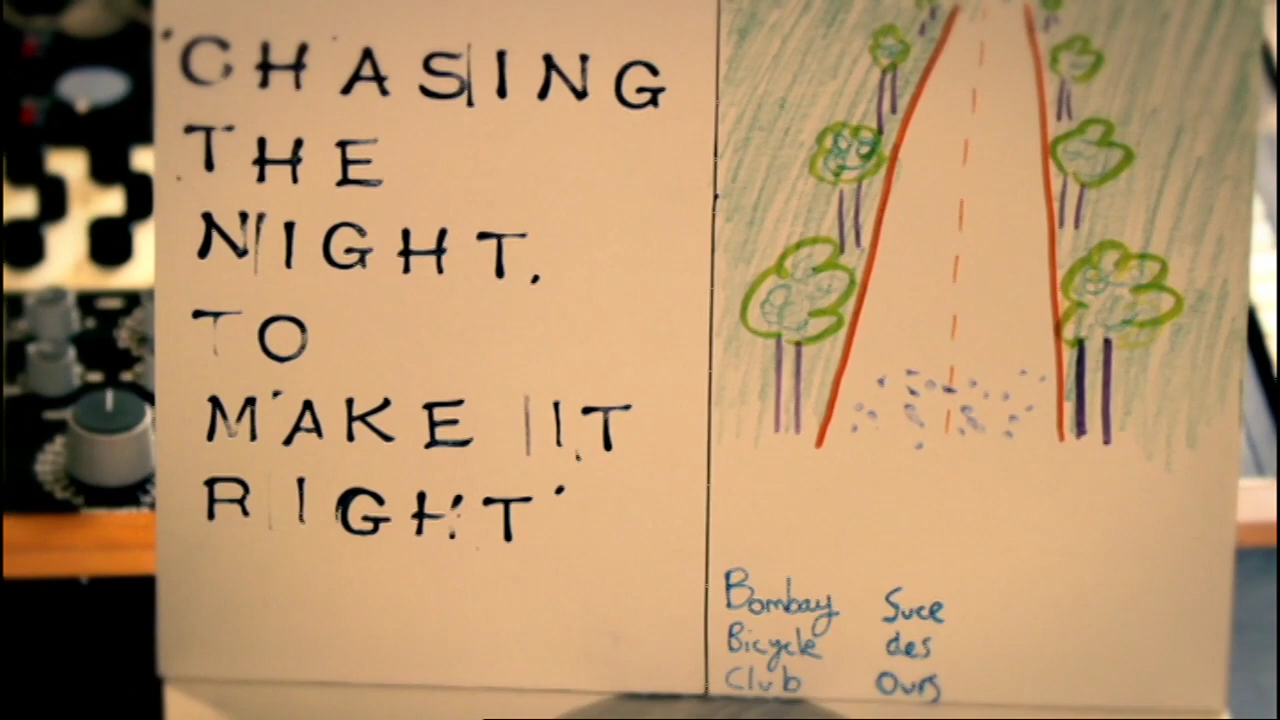 'CHASING
THE
NIGHT.
TO
MAKE IT
RIGHT'
Bombay
Bicycle
Club
Suce
des
Ours